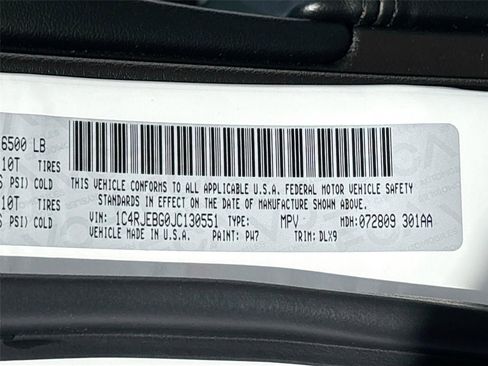 6500 LB
10T TIRES
PSI) COLD
10T TIRES
PSI) COLD
THIS VEHICLE CONFORMS TO ALL APPLICABLE U.S.A. FEDERAL MOTOR VEHICLE SAFETY
STANDARDS IN EFFECT ON THE DATE OF MANUFACTURE SHOWN ABOVE.
VIN: 1C4RJEBG0JC130551 TYPE: MPV MDH:072809 301AA
MADE IN U.S.A. PAINT: PW7 TRIM: DLX9